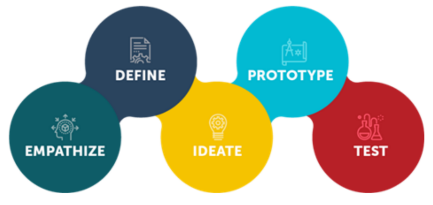 EMPATHIZE
DEFINE
IDEATE
PROTOTYPE
TEST